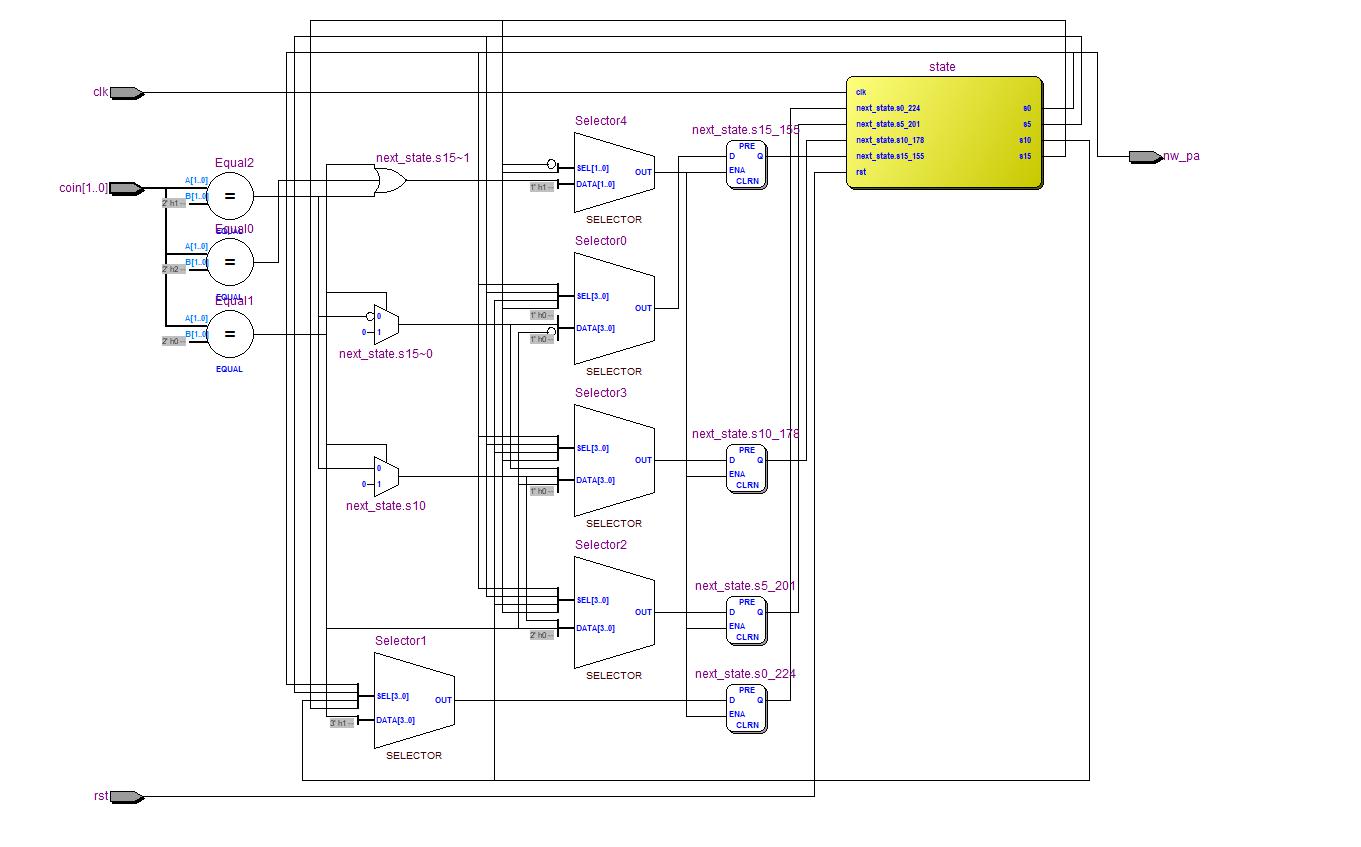 state
clk
clk
next_state.s0_224
s0
next_state.s5_201
s5
next_state.s10_178
s10
next_state.s15_155
s15
rst
nw_pa
Selector4
SEL[1..0]
DATA[1..0]
OUT
1' h1 --
SELECTOR
next_state.s15_155
PRE
D
Q
ENA
CLRN
next_state.s15~1
Equal2
coin[1..0]
A[1..0]
B[1..0]
2' h1 --
=
EQUAL
Equal0
A[1..0]
B[1..0]
2' h2 --
=
EQUAL
Equal1
A[1..0]
B[1..0]
2' h0 --
=
EQUAL
Selector0
SEL[3..0]
1' h0 --
OUT
DATA[3..0]
1' h0 --
SELECTOR
0
0
1
next_state.s15~0
Selector3
SEL[3..0]
OUT
DATA[3..0]
1' h0 --
SELECTOR
next_state.s10_178
PRE
D
Q
ENA
CLRN
0
0
1
next_state.s10
Selector2
SEL[3..0]
OUT
DATA[3..0]
2' h0 --
SELECTOR
next_state.s5_201
PRE
D
Q
ENA
CLRN
Selector1
SEL[3..0]
OUT
DATA[3..0]
3' h1 --
SELECTOR
next_state.s0_224
PRE
D
Q
ENA
CLRN
rst